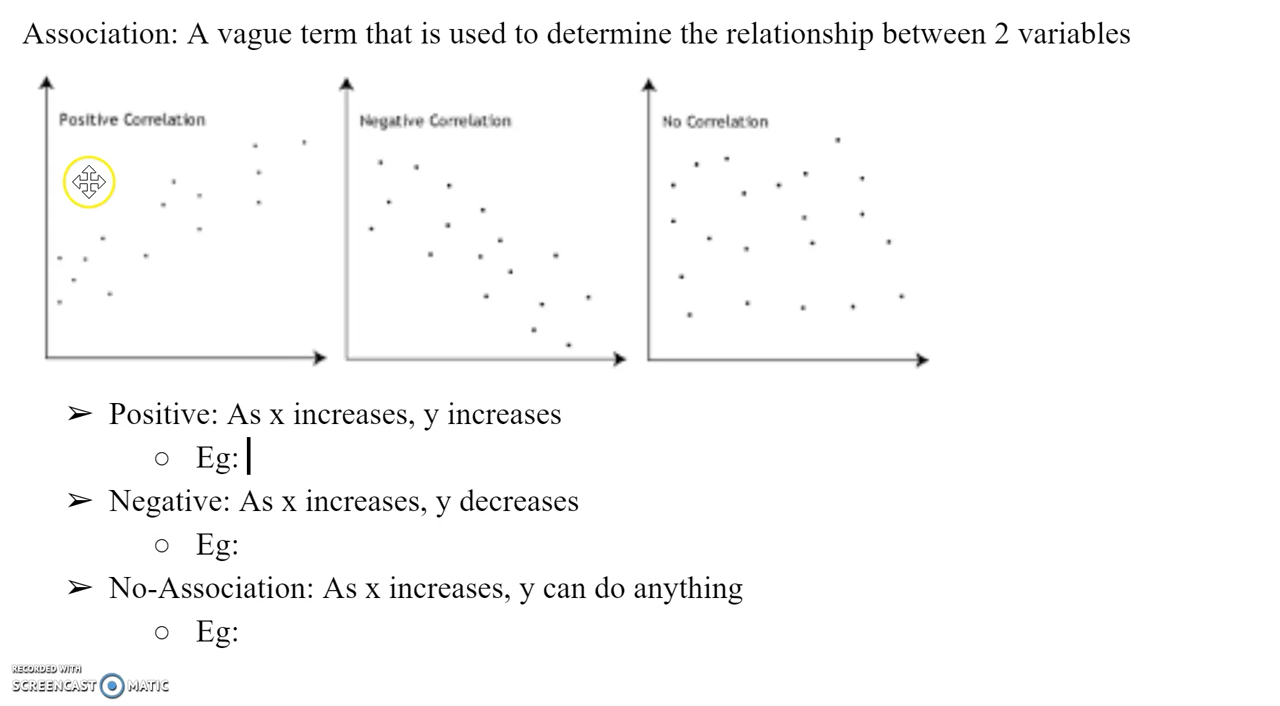 Association: A vague term that is used to determine the relationship between 2 variables
Positive Correlation
Negative Correlation
No Correlation
➢ Positive: As x increases, y increases
○ Eg:
➢ Negative: As x increases, y decreases
○ Eg:
➢ No-Association: As x increases, y can do anything
○ Eg:
RECORDED WITH
SCREENCAST MATIC